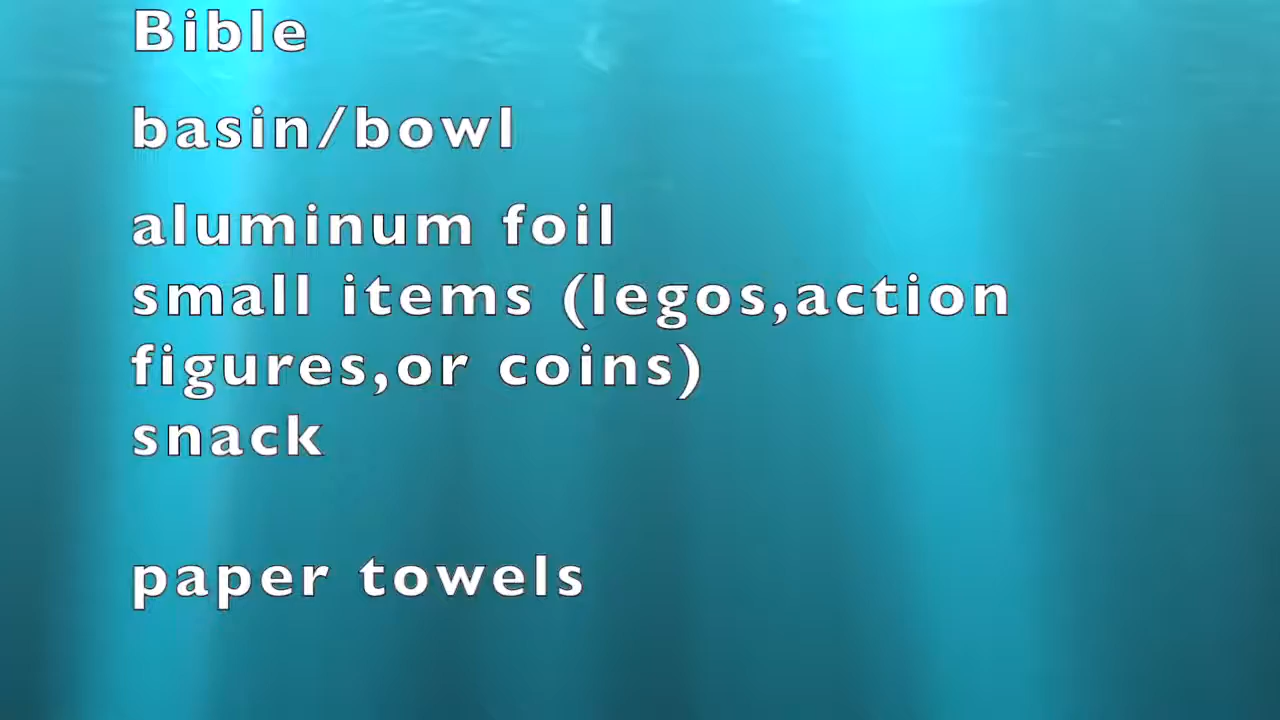 Bible
basin/bowl
aluminum foil
small items (legos,action
figures,or coins)
snack
paper towels